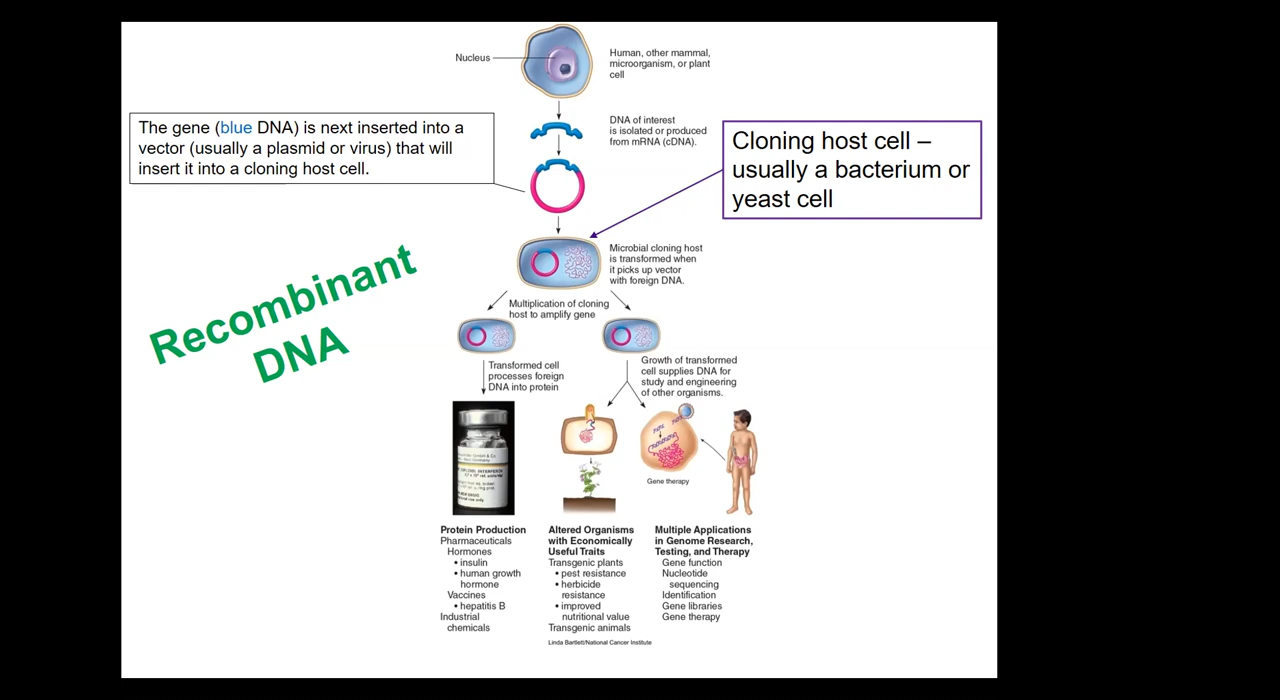 Nucleus
Human, other mammal,
microorganism, or plant
cell
The gene (blue DNA) is next inserted into a
vector (usually a plasmid or virus) that will
insert it into a cloning host cell.
DNA of interest
is isolated or produced
from mRNA (cDNA).
Cloning host cell –
usually a bacterium or
yeast cell
Recombinant
DNA
Microbial cloning host
is transformed when
it picks up vector
with foreign DNA.
Multiplication of cloning
host to amplify gene
Transformed cell
processes foreign
DNA into protein
Growth of transformed
cell supplies DNA for
study and engineering
of other organisms.
Gene therapy
Protein Production
Pharmaceuticals
Hormones
• insulin
• human growth
hormone
Vaccines
• hepatitis B
Industrial
chemicals
Altered Organisms
with Economically
Useful Traits
Transgenic plants
• pest resistance
• herbicide
resistance
• improved
nutritional value
Transgenic animals
Multiple Applications
in Genome Research,
Testing, and Therapy
Gene function
Nucleotide
sequencing
Identification
Gene libraries
Gene therapy
Linda Bartlett/National Cancer Institute